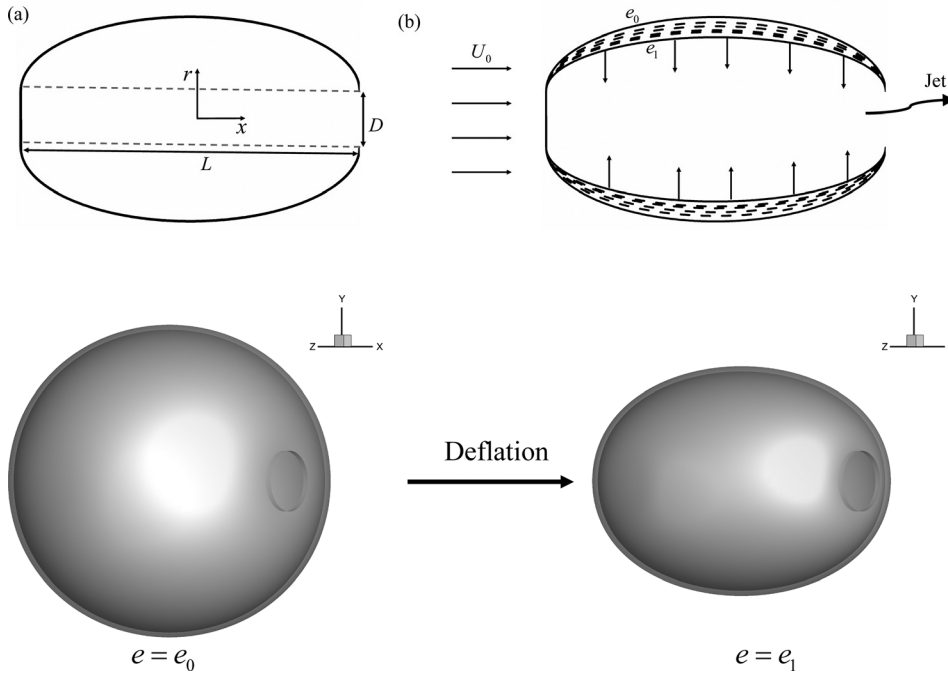 (a)
r
x
D
L
(b)
e₀
e₁
U₀
Jet
Y
Z X
Y
Z
Deflation
e = e₀
e = e₁